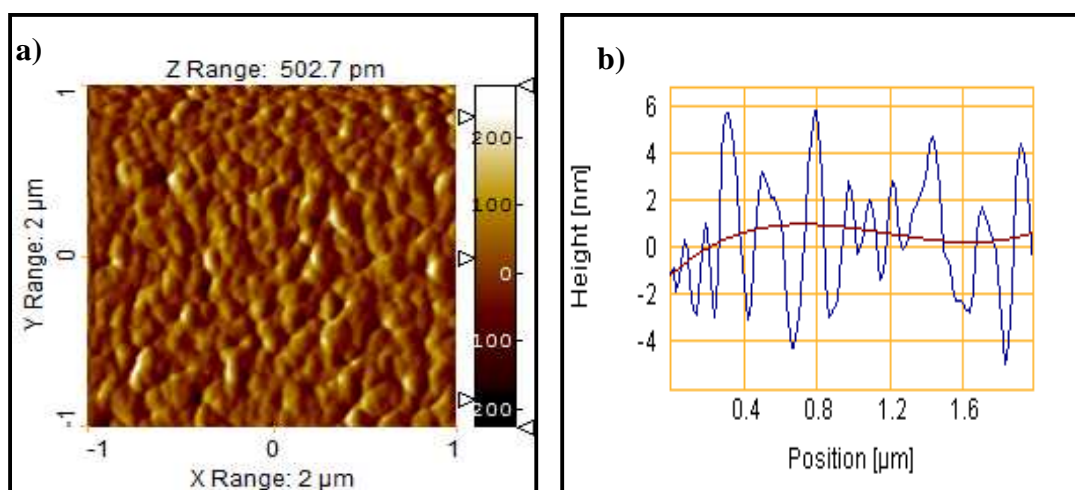 a)
Z Range: 502.7 pm
1
0
-1
Y Range: 2 µm
-1 0 1
X Range: 2 µm
200
100
0
100
200
b)
6
4
2
0
-2
-4
Height [nm]
0.4 0.8 1.2 1.6
Position [µm]